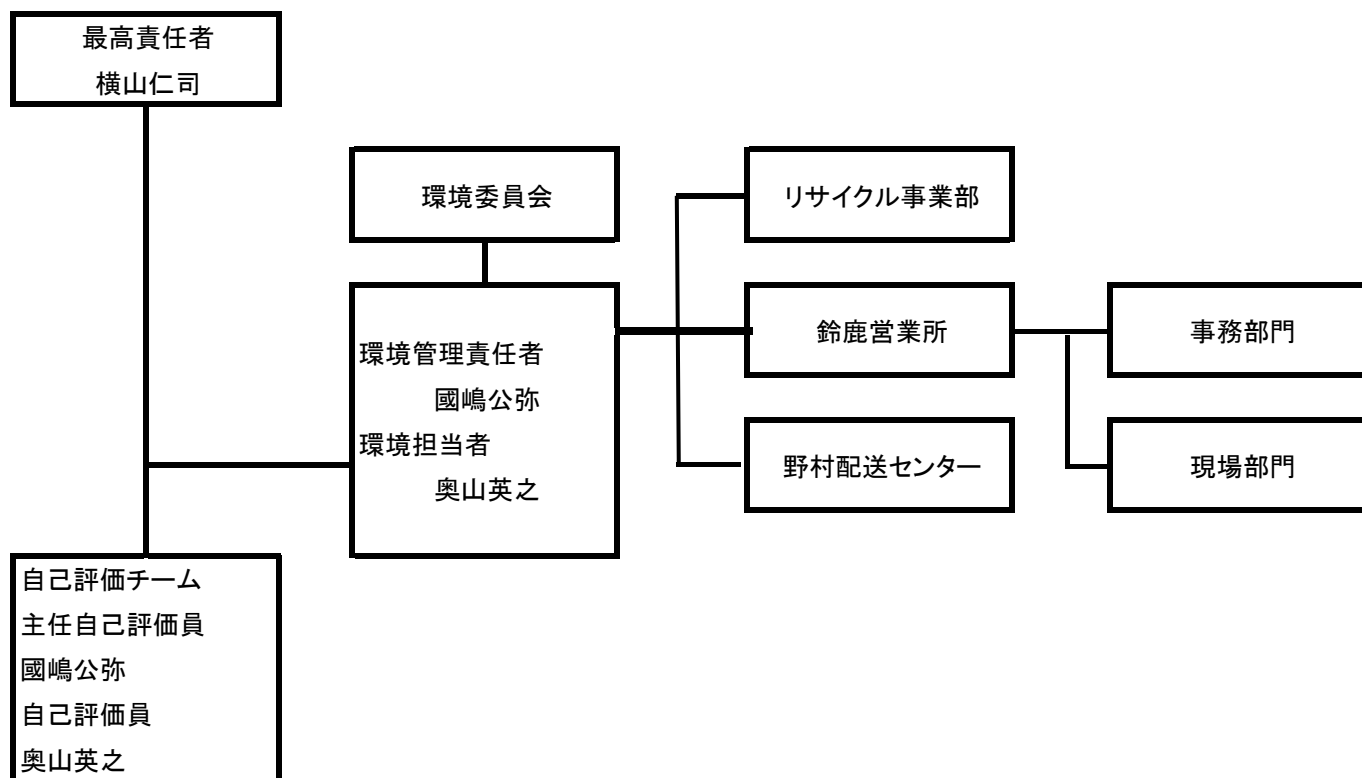 最高責任者
横山仁司
環境委員会
リサイクル事業部
環境管理責任者
國嶋公弥
環境担当者
奥山英之
鈴鹿営業所
事務部門
野村配送センター
現場部門
自己評価チーム
主任自己評価員
國嶋公弥
自己評価員
奥山英之